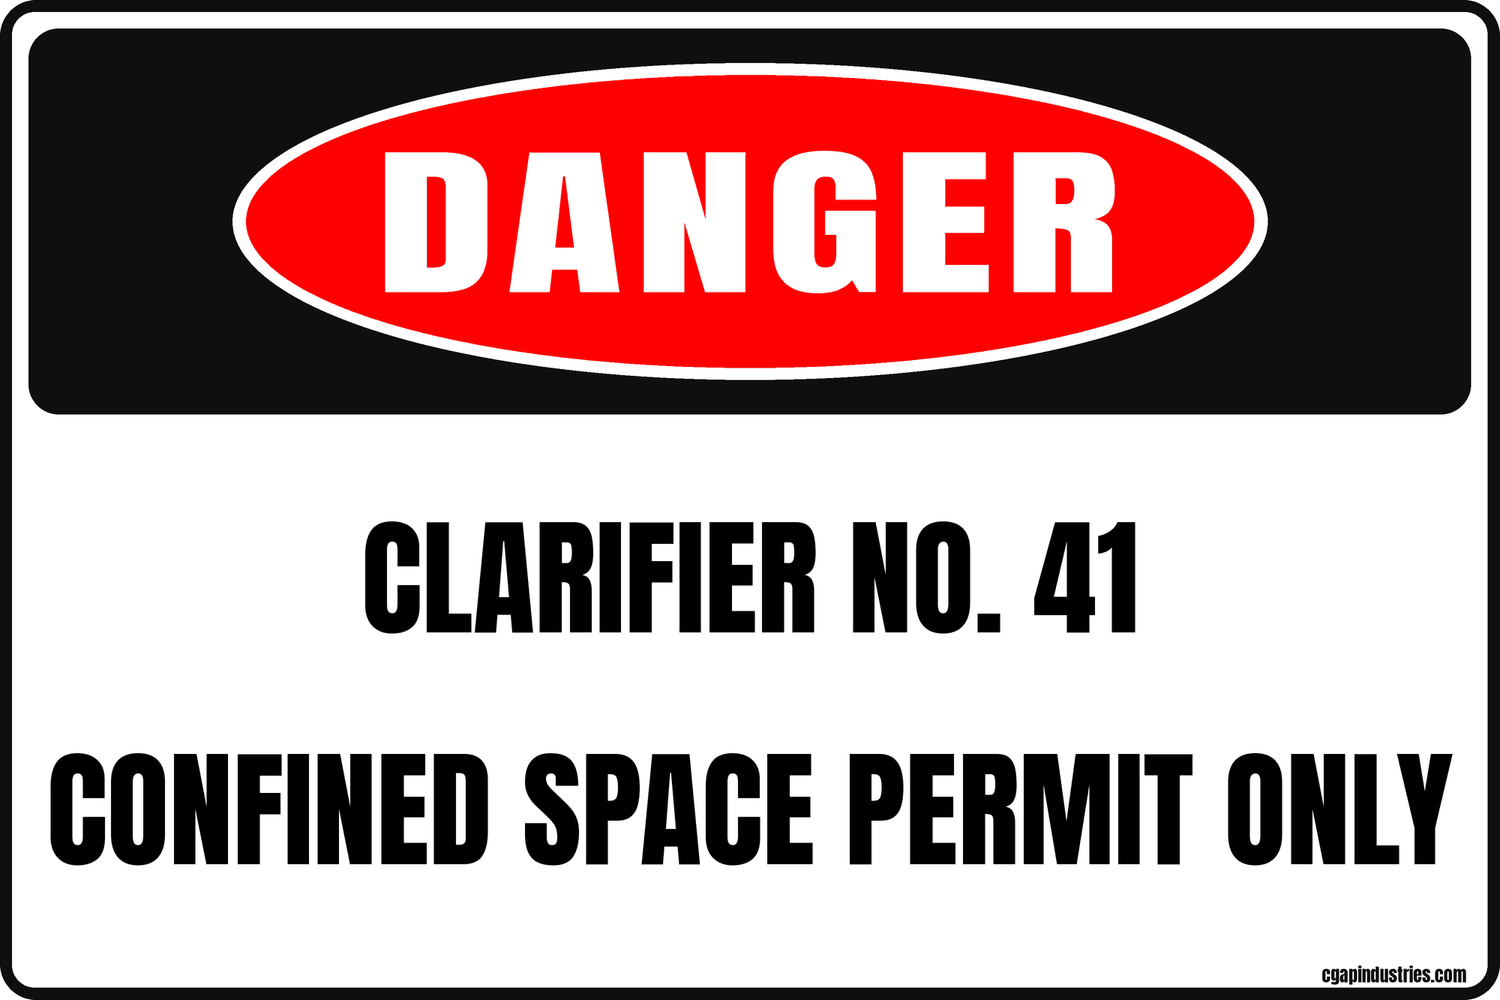 DANGER
CLARIFIER NO. 41
CONFINED SPACE PERMIT ONLY
cgapindustries.com